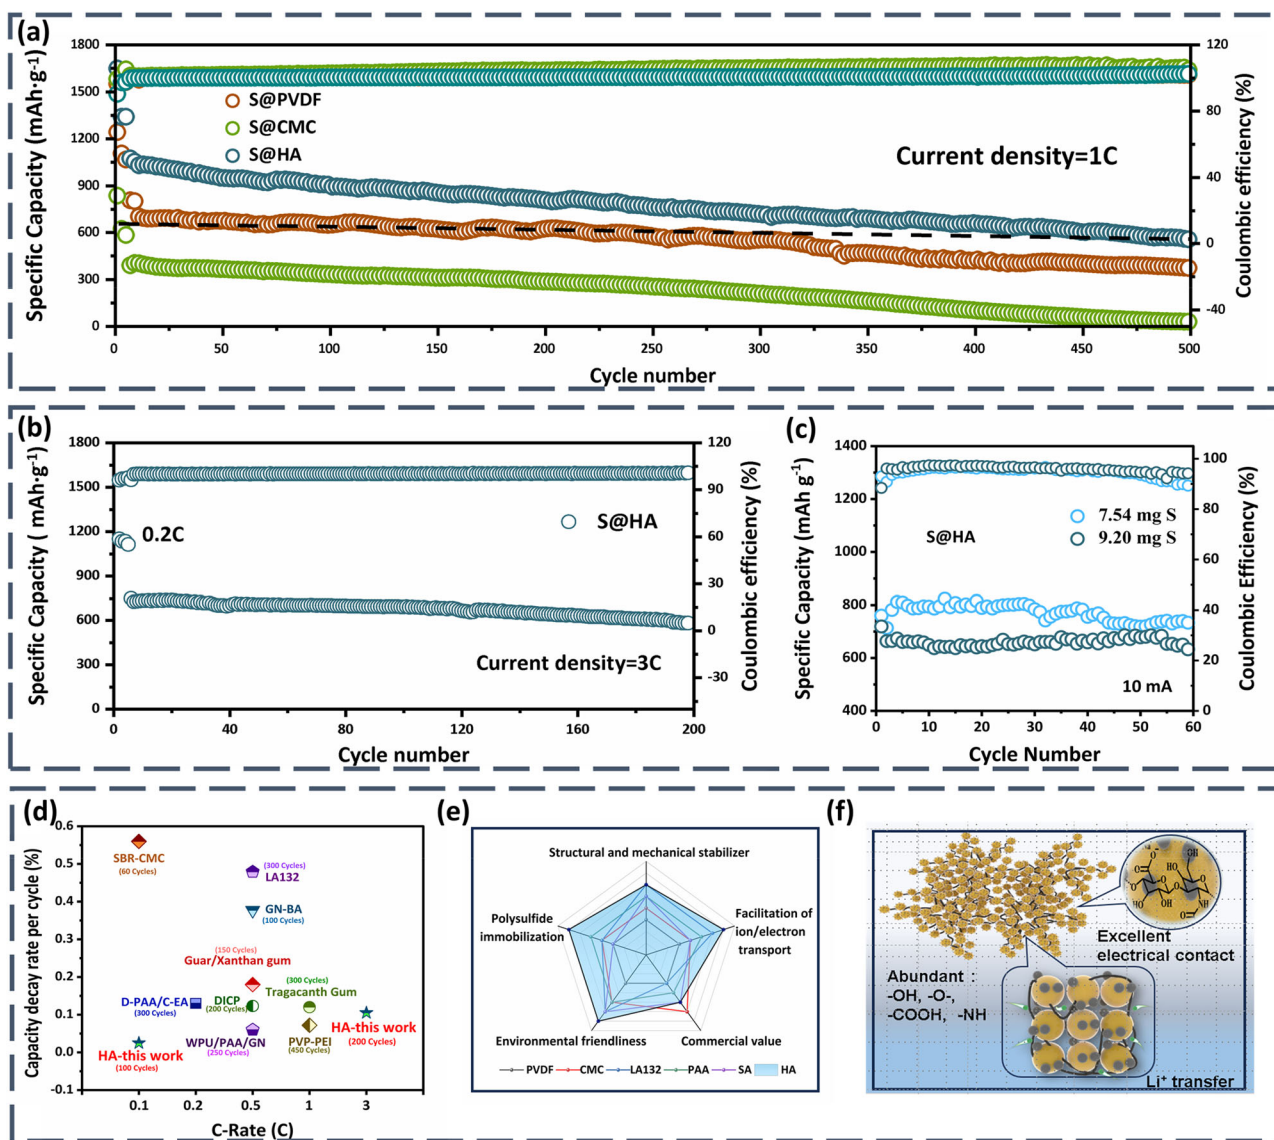 (a)
1800
1500
1200
900
600
300
0
Specific Capacity (mAh·g⁻¹)
S@PVDF
S@CMC
S@HA
Current density=1C
120
80
40
0
-40
Coulombic efficiency (%)
0 50 100 150 200 250 300 350 400 450 500
Cycle number
(b)
1800
1500
1200
900
600
300
0
Specific Capacity ( mAh·g⁻¹)
0.2C
S@HA
Current density=3C
120
90
60
30
0
-30
Coulombic efficiency (%)
0 40 80 120 160 200
Cycle number
(c)
1400
1200
1000
800
600
400
Specific Capacity (mAh g⁻¹)
7.54 mg S
9.20 mg S
S@HA
10 mA
100
80
60
40
20
0
Coulombic Efficiency (%)
0 10 20 30 40 50 60
Cycle Number
(d)
0.6
0.5
0.4
0.3
0.2
0.1
0.0
-0.1
Capacity decay rate per cycle (%)
SBR-CMC
(60 Cycles)
(300 Cycles)
LA132
GN-BA
(100 Cycles)
(150 Cycles)
Guar/Xanthan gum
(300 Cycles)
Tragacanth Gum
D-PAA/C-EA
(300 Cycles)
DICP
(200 Cycles)
HA-this work
(200 Cycles)
WPU/PAA/GN
(250 Cycles)
PVP-PEI
(450 Cycles)
HA-this work
(100 Cycles)
0.1 0.2 0.5 1 3
C-Rate (C)
(e)
Structural and mechanical stabilizer
Polysulfide
immobilization
Facilitation of
ion/electron
transport
Environmental friendliness
Commercial value
PVDF CMC LA132 PAA SA HA
(f)
OH
O
O⁻
O
HO
O
O
HO
OH
NH
O
Excellent
electrical contact
Abundant :
-OH, -O-,
-COOH, -NH
Li⁺ transfer